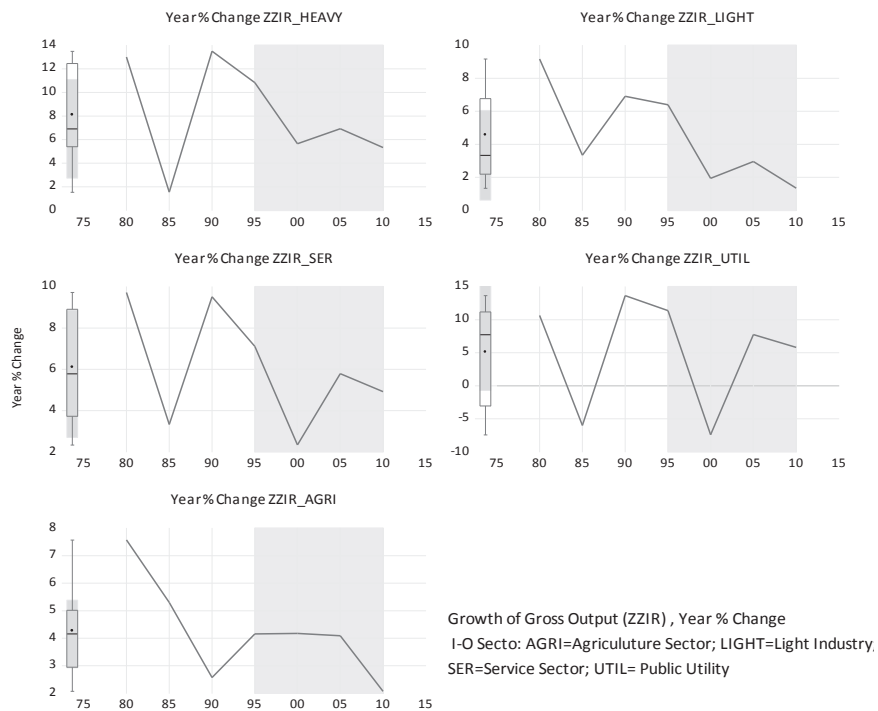 Year % Change ZZIR_HEAVY
14
12
10
8
6
4
2
0
75 80 85 90 95 00 05 10 15
Year % Change ZZIR_LIGHT
10
8
6
4
2
0
75 80 85 90 95 00 05 10 15
Year % Change ZZIR_SER
Year % Change
10
8
6
4
2
75 80 85 90 95 00 05 10 15
Year % Change ZZIR_UTIL
15
10
5
0
-5
-10
75 80 85 90 95 00 05 10 15
Year % Change ZZIR_AGRI
8
7
6
5
4
3
2
75 80 85 90 95 00 05 10 15
Growth of Gross Output (ZZIR) , Year % Change
I-O Secto: AGRI=Agriculuture Sector; LIGHT=Light Industry;
SER=Service Sector; UTIL= Public Utility